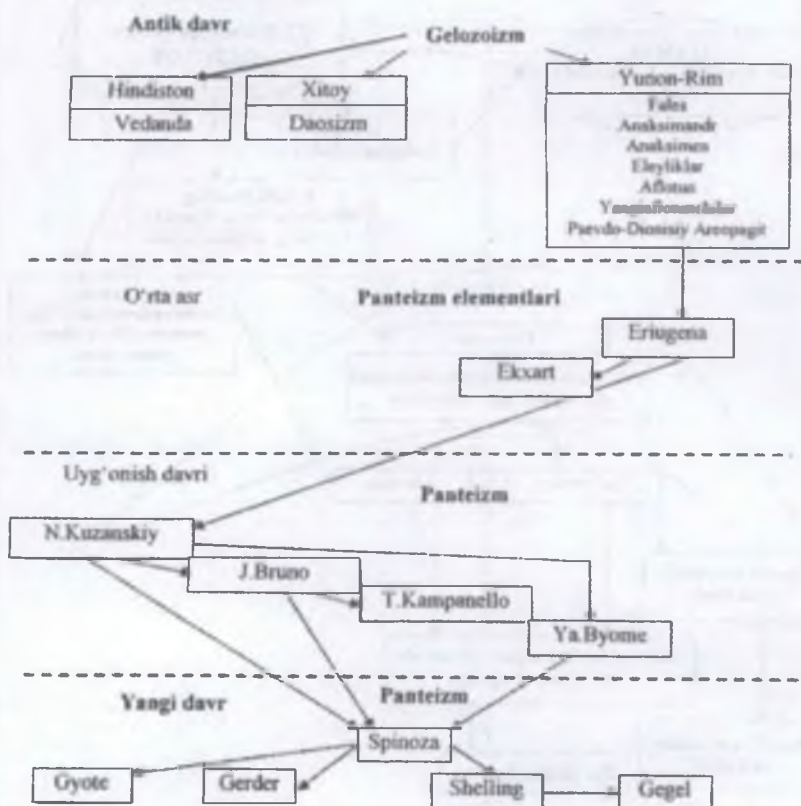 Antik davr
Gelozoizm
Hindiston
Vedanda
Xitoy
Daosizm
Yunon-Rim
Fales
Anaksimandr
Anaksimen
Eleyliklar
Aflotun
Psevdo-Dionisiy Areopagit
O‘rta asr
Panteizm elementlari
Eriugena
Ekxart
Uyg‘onish davri
Panteizm
N.Kuzanskiy
J.Bruno
T.Kampanello
Ya.Byome
Yangi davr
Panteizm
Spinoza
Gyote
Gerder
Shelling
Gegel